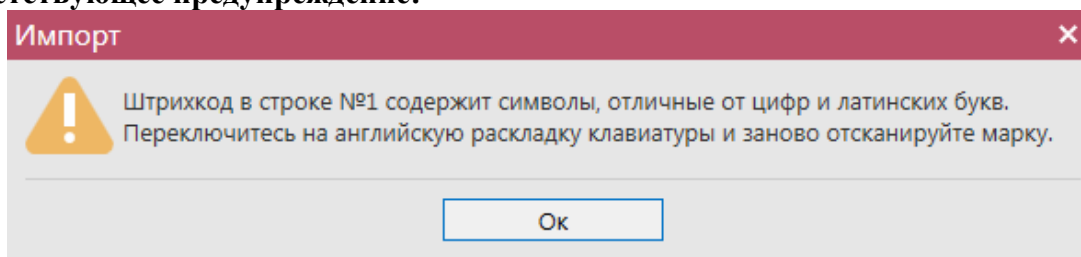 предупреждение:
Импорт
Штрихкод в строке №1 содержит символы, отличные от цифр и латинских букв.
Переключитесь на английскую раскладку клавиатуры и заново отсканируйте марку.
Ок